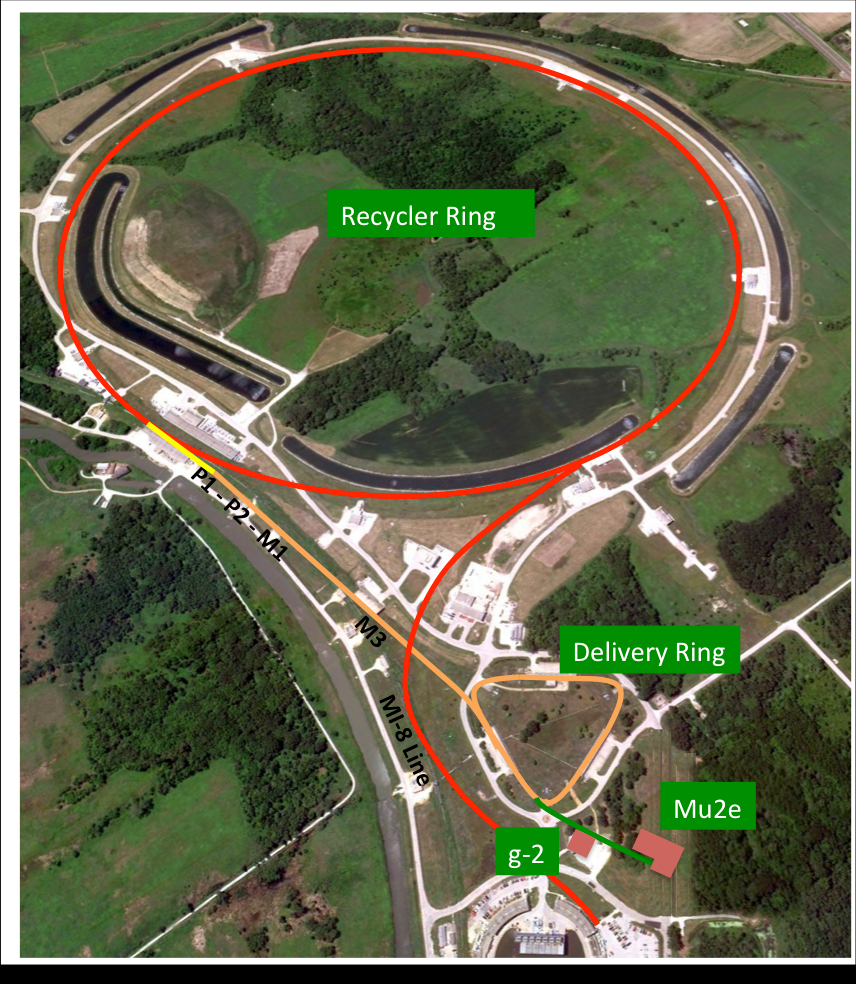 Recycler Ring
P1 - P2 - M1
M3
Delivery Ring
MI-8 Line
Mu2e
g-2